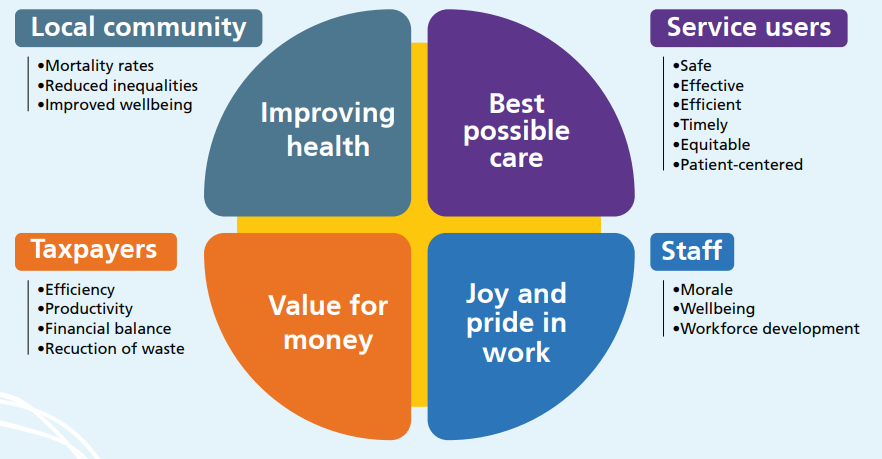 Local community
•Mortality rates
•Reduced inequalities
•Improved wellbeing
Improving
health
Best
possible
care
Service users
•Safe
•Effective
•Efficient
•Timely
•Equitable
•Patient-centered
Taxpayers
•Efficiency
•Productivity
•Financial balance
•Recuction of waste
Value for
money
Joy and
pride in
work
Staff
•Morale
•Wellbeing
•Workforce development